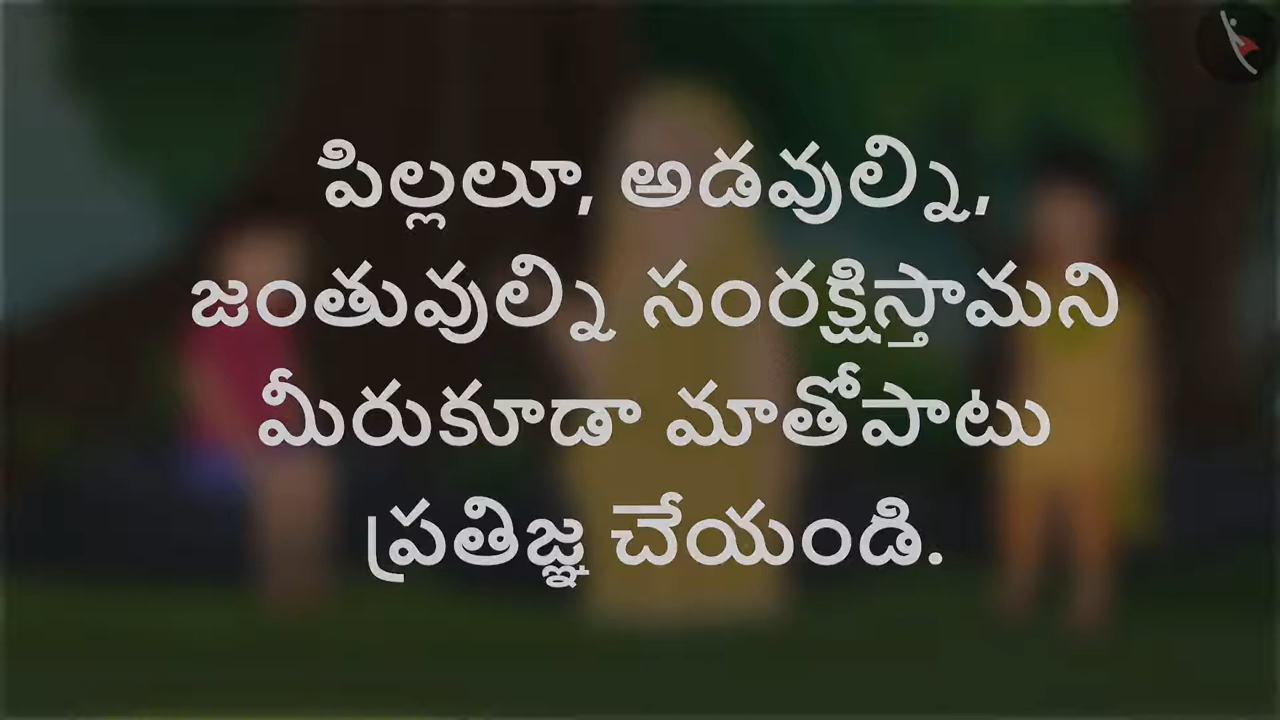 పిల్లలూ, అడవుల్ని,
జంతువుల్ని సంరక్షిస్తామని
మీరుకూడా మాతోపాటు
ప్రతిజ్ఞ చేయండి.